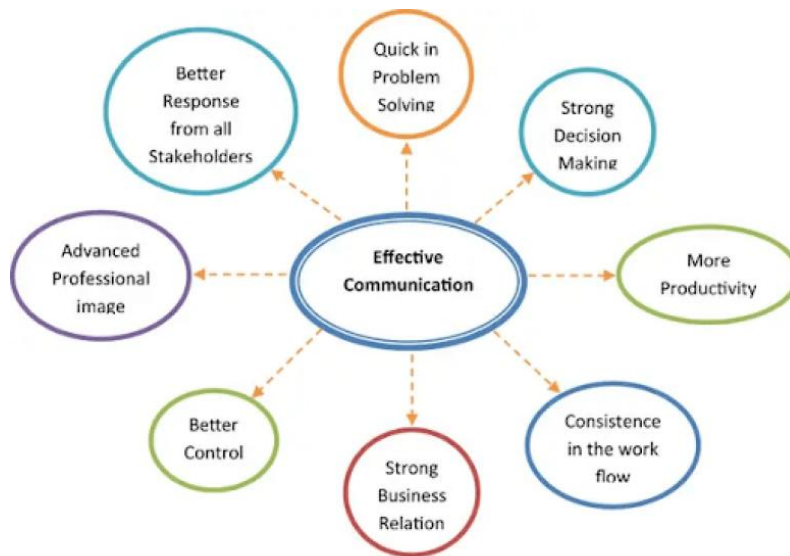 Quick in
Problem
Solving
Better
Response
from all
Stakeholders
Strong
Decision
Making
Advanced
Professional
image
Effective
Communication
More
Productivity
Better
Control
Strong
Business
Relation
Consistence
in the work
flow